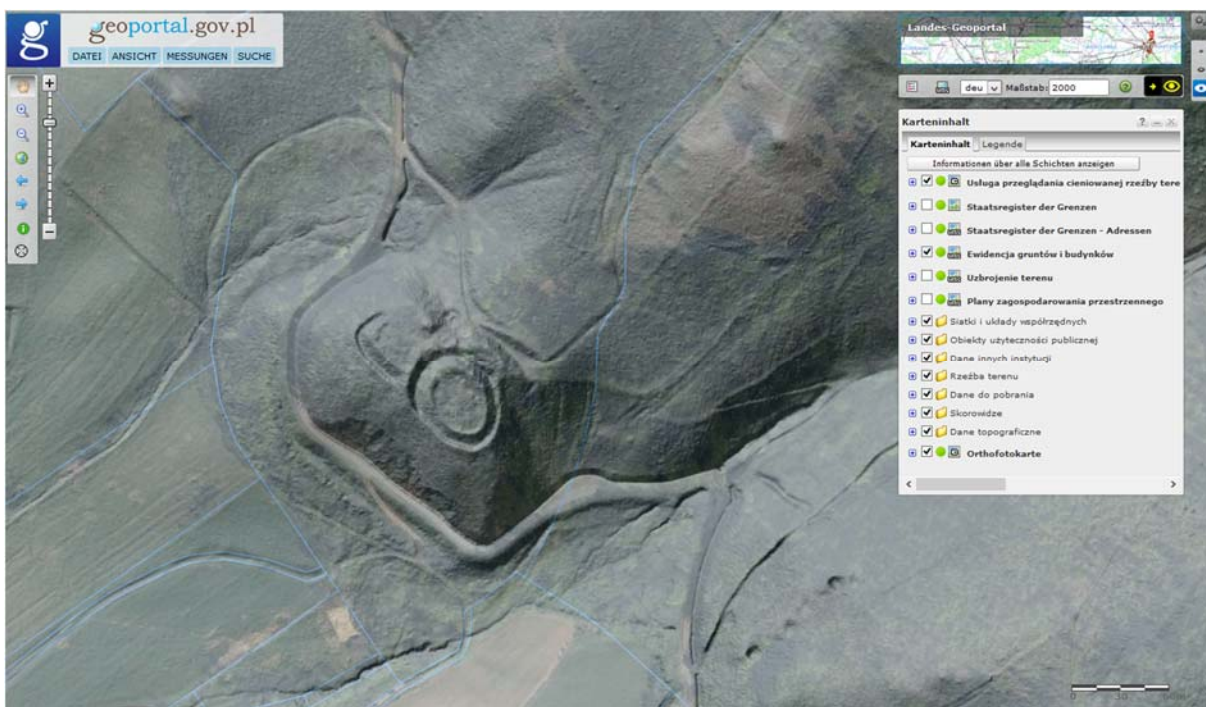 geoportal.gov.pl
DATEI ANSICHT MESSUNGEN SUCHE
Landes-Geoportal
deu Maßstab: 2000
Karteninhalt
Karteninhalt Legende
Informationen über alle Schichten anzeigen
Usługa przeglądania cieniowanej rzeźby tere
Staatsregister der Grenzen
Staatsregister der Grenzen - Adressen
Ewidencja gruntów i budynków
Uzbrojenie terenu
Plany zagospodarowania przestrzennego
Siatki i układy współrzędnych
Obiekty użyteczności publicznej
Dane innych instytucji
Rzeźba terenu
Dane do pobrania
Skorowidze
Dane topograficzne
Orthofotokarte